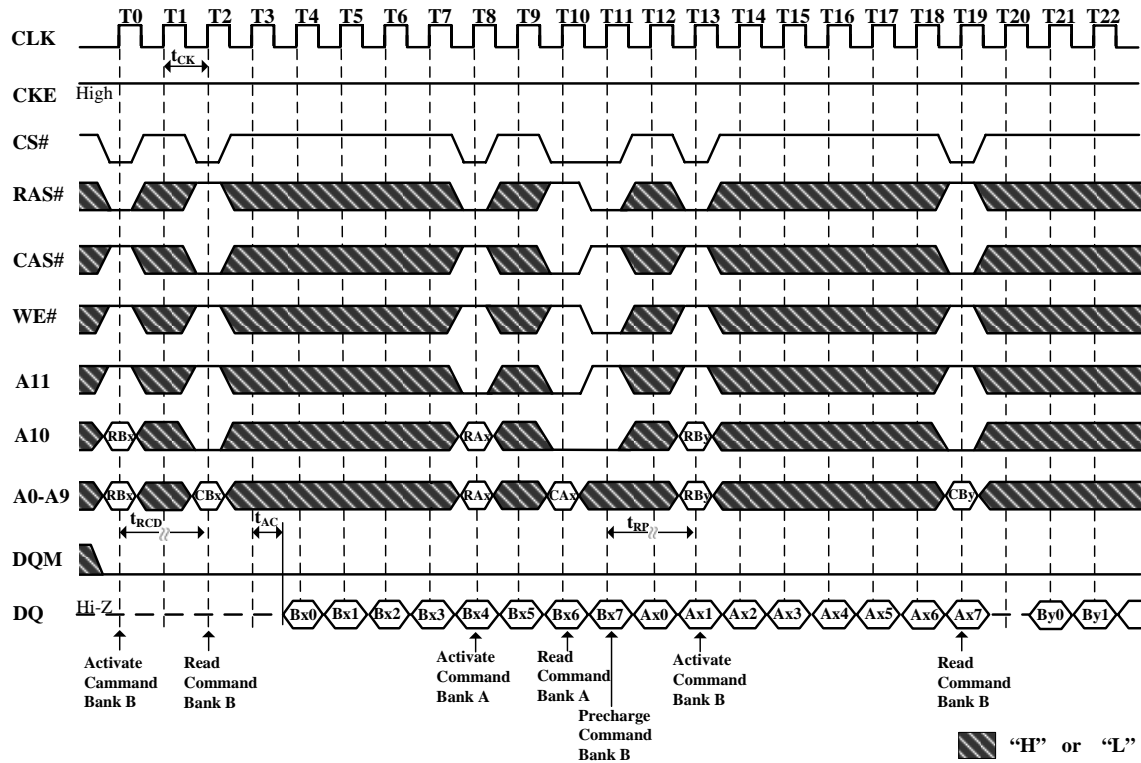 T0 T1 T2 T3 T4 T5 T6 T7 T8 T9 T10 T11 T12 T13 T14 T15 T16 T17 T18 T19 T20 T21 T22
CLK
tCK
CKE High
CS#
RAS#
CAS#
WE#
A11
A10 RBx RAx RBy
A0-A9 RBx CBx RAx CAx RBy CBy
tRCD tAC tRP
DQM
DQ Hi-Z Bx0 Bx1 Bx2 Bx3 Bx4 Bx5 Bx6 Bx7 Ax0 Ax1 Ax2 Ax3 Ax4 Ax5 Ax6 Ax7 By0 By1
Activate
Cammand
Bank B
Read
Command
Bank B
Activate
Command
Bank A
Read
Command
Bank A
Precharge
Command
Bank B
Activate
Command
Bank B
Read
Command
Bank B
“H” or “L”